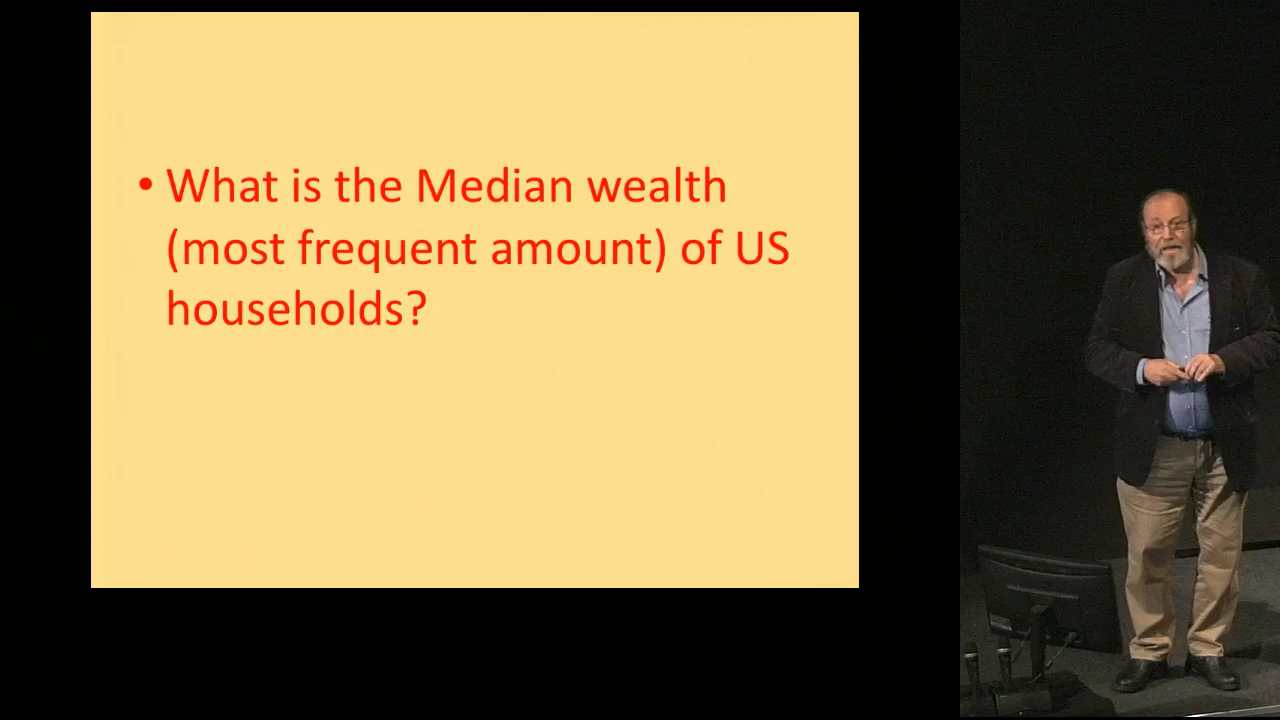 • What is the Median wealth
(most frequent amount) of US
households?